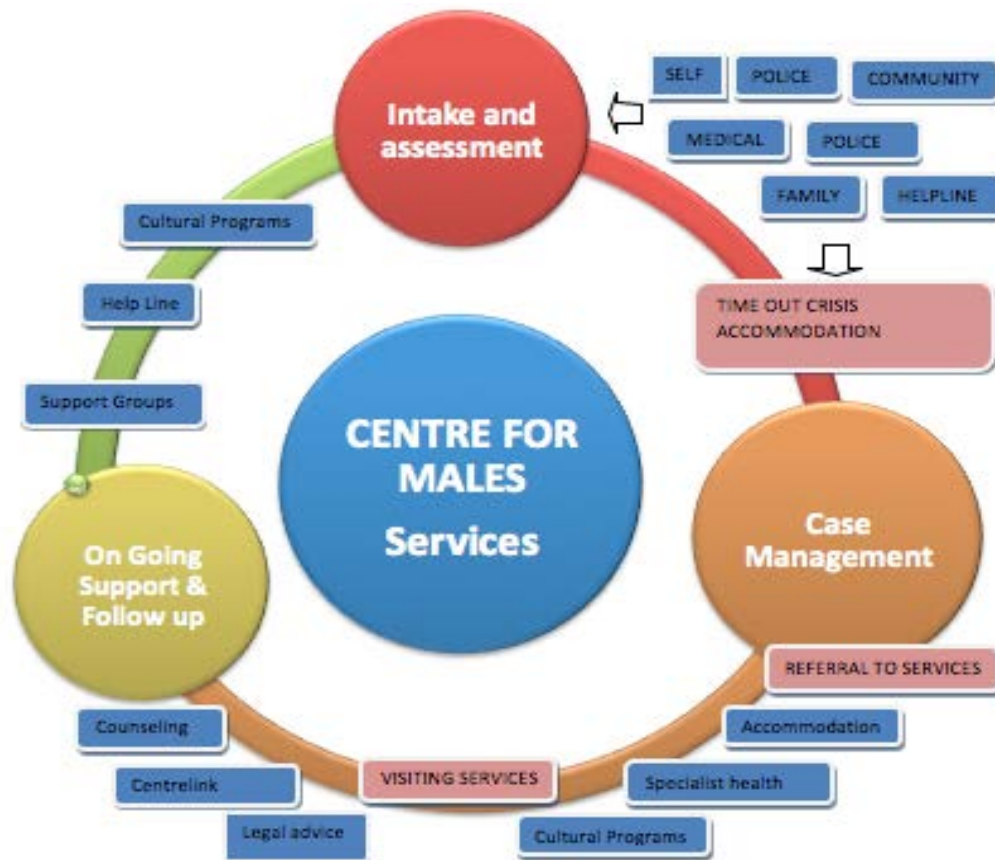 Intake and
assessment
SELF
POLICE
COMMUNITY
MEDICAL
POLICE
FAMILY
HELPLINE
TIME OUT CRISIS
ACCOMMODATION
Cultural Programs
Help Line
Support Groups
CENTRE FOR
MALES
Services
Case
Management
On Going
Support &
Follow up
REFERRAL TO SERVICES
Counseling
Accommodation
Centrelink
VISITING SERVICES
Specialist health
Legal advice
Cultural Programs